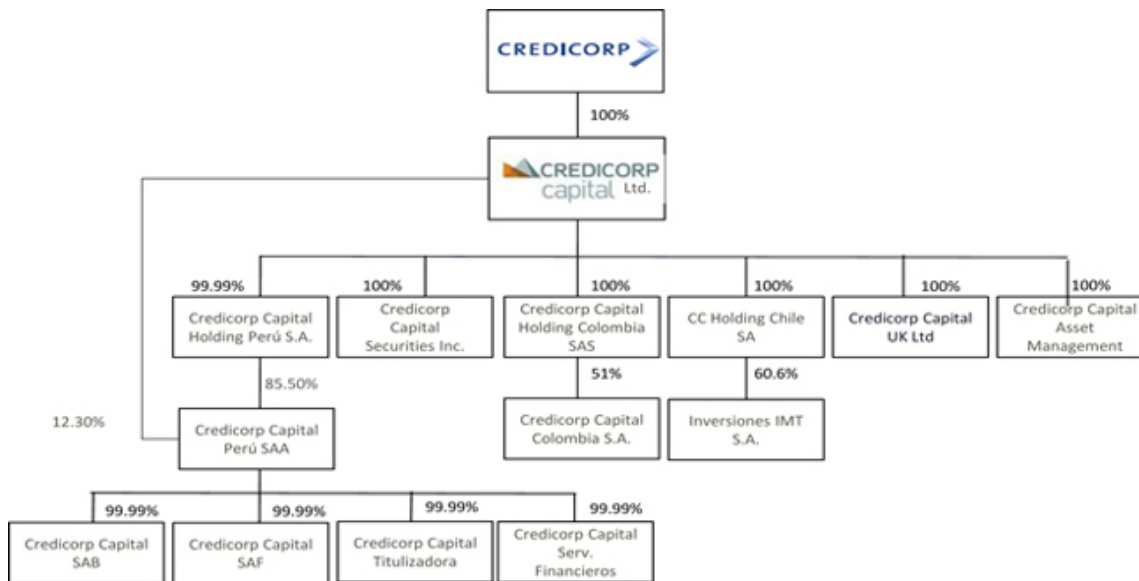 CREDICORP
100%
CREDICORP
capital Ltd.
99.99%
100%
100%
100%
100%
100%
Credicorp Capital
Holding Perú S.A.
Credicorp
Capital
Securities Inc.
Credicorp Capital
Holding Colombia
SAS
CC Holding Chile
SA
Credicorp Capital
UK Ltd
Credicorp Capital
Asset
Management
85.50%
51%
60.6%
12.30%
Credicorp Capital
Perú SAA
Credicorp Capital
Colombia S.A.
Inversiones IMT
S.A.
99.99%
99.99%
99.99%
99.99%
Credicorp Capital
SAB
Credicorp Capital
SAF
Credicorp Capital
Titulizadora
Credicorp Capital
Serv.
Financieros